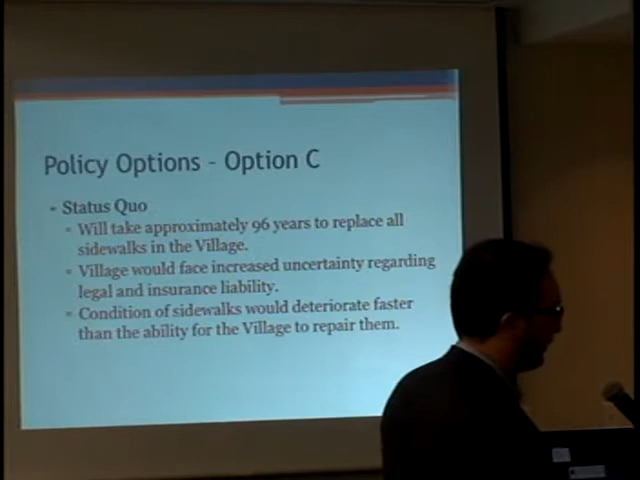 Policy Options - Option C
Status Quo
Will take approximately 96 years to replace all
sidewalks in the Village.
Village would face increased uncertainty regarding
legal and insurance liability.
Condition of sidewalks would deteriorate faster
than the ability for the Village to repair them.